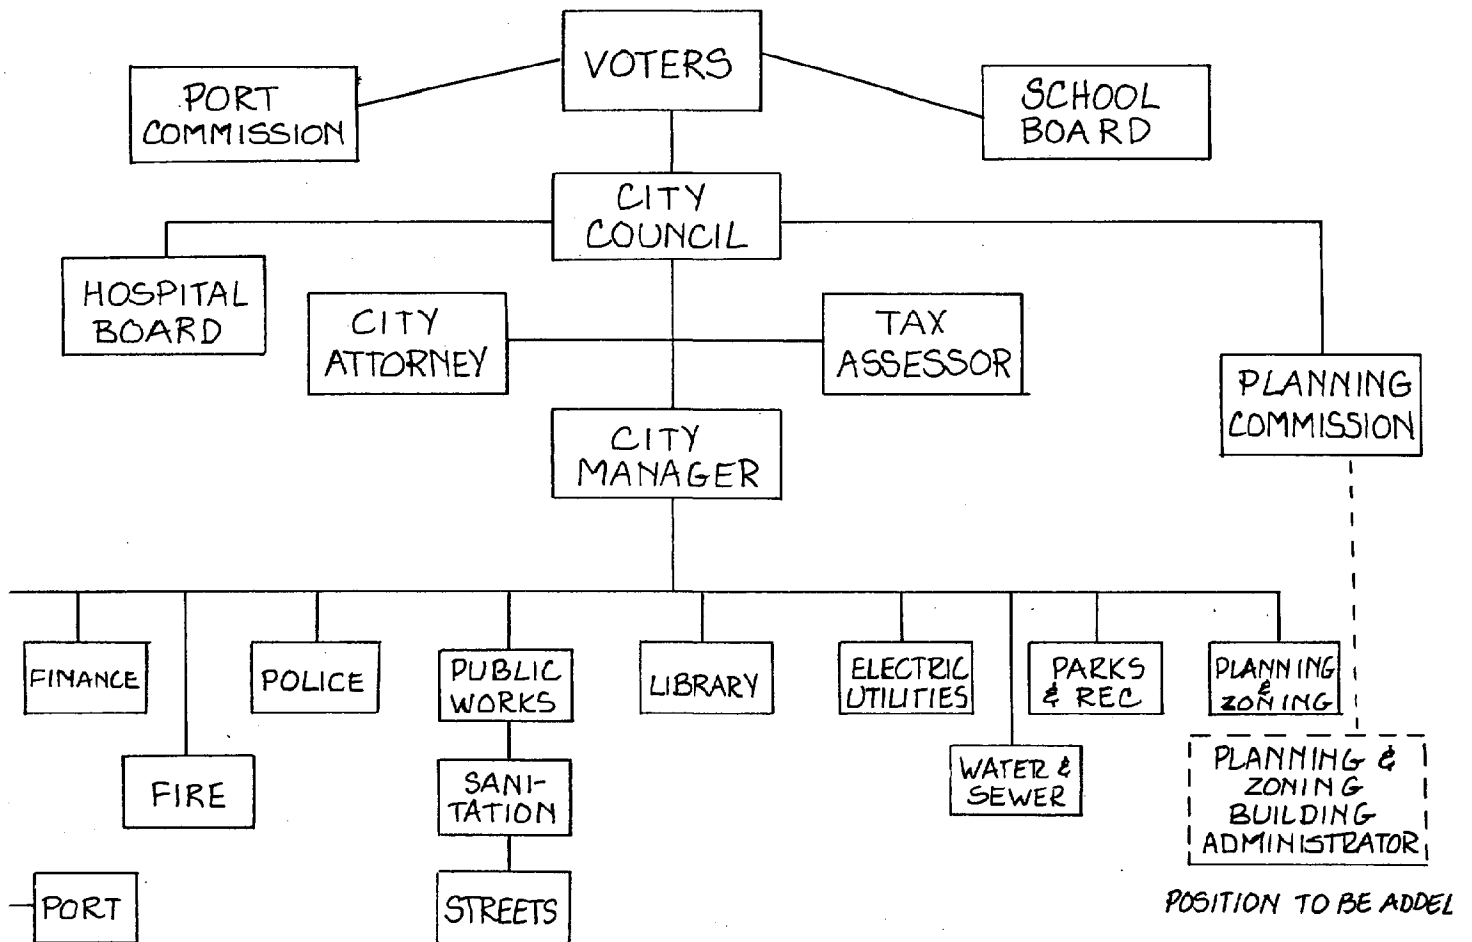 VOTERS
PORT
COMMISSION
SCHOOL
BOARD
CITY
COUNCIL
HOSPITAL
BOARD
CITY
ATTORNEY
TAX
ASSESSOR
PLANNING
COMMISSION
CITY
MANAGER
FINANCE
POLICE
PUBLIC
WORKS
LIBRARY
ELECTRIC
UTILITIES
PARKS
& REC
PLANNING
&
ZONING
FIRE
SANI-
TATION
WATER &
SEWER
PLANNING &
ZONING
BUILDING
ADMINISTRATOR
PORT
STREETS
POSITION TO BE ADDE